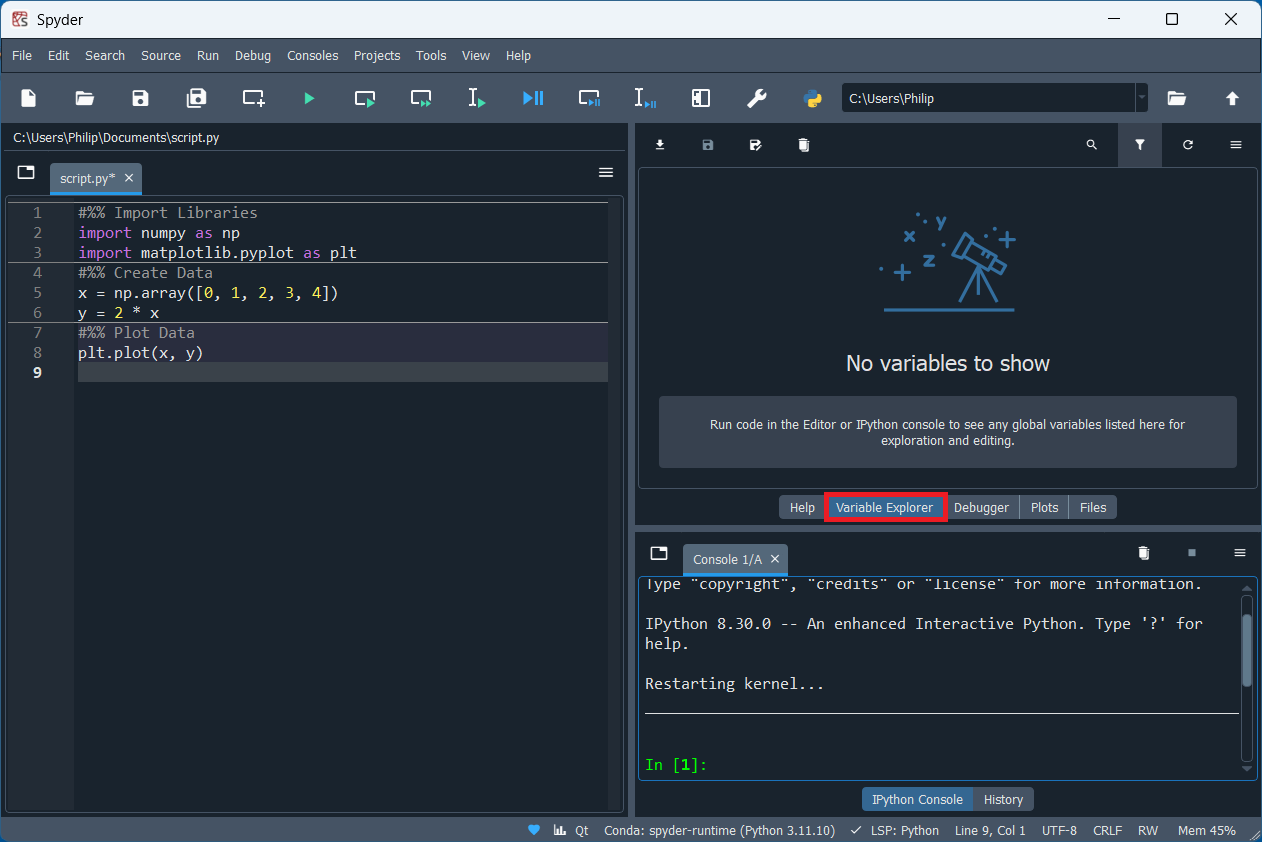 Spyder
File Edit Search Source Run Debug Consoles Projects Tools View Help
C:\Users\Philip
C:\Users\Philip\Documents\script.py
script.py*
1 #%% Import Libraries
2 import numpy as np
3 import matplotlib.pyplot as plt
4 #%% Create Data
5 x = np.array([0, 1, 2, 3, 4])
6 y = 2 * x
7 #%% Plot Data
8 plt.plot(x, y)
9
x y z
No variables to show
Run code in the Editor or IPython console to see any global variables listed here for
exploration and editing.
Help Variable Explorer Debugger Plots Files
Console 1/A
Type "copyright", "credits" or "license" for more information.
IPython 8.30.0 -- An enhanced Interactive Python. Type '?' for
help.
Restarting kernel...
In [1]:
IPython Console History
Qt Conda: spyder-runtime (Python 3.11.10) LSP: Python Line 9, Col 1 UTF-8 CRLF RW Mem 45%